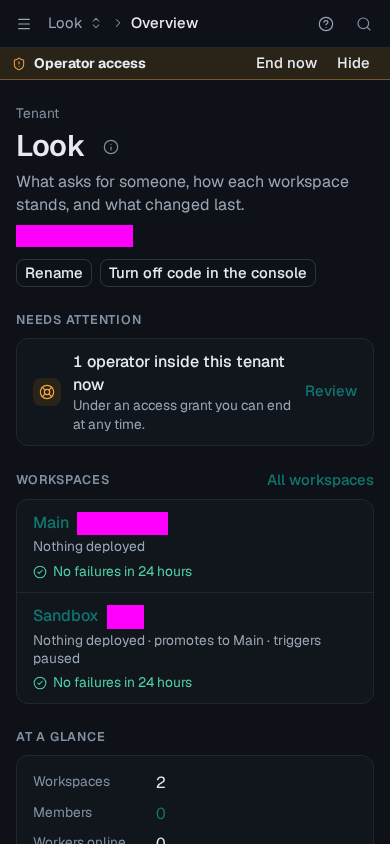 Look
Overview
Operator access
End now
Hide
Tenant
Look
What asks for someone, how each workspace
stands, and what changed last.
Rename
Turn off code in the console
NEEDS ATTENTION
1 operator inside this tenant
now
Under an access grant you can end
at any time.
Review
WORKSPACES
All workspaces
Main
Nothing deployed
No failures in 24 hours
Sandbox
Nothing deployed · promotes to Main · triggers
paused
No failures in 24 hours
AT A GLANCE
Workspaces 2
Members 0
Workers online 0